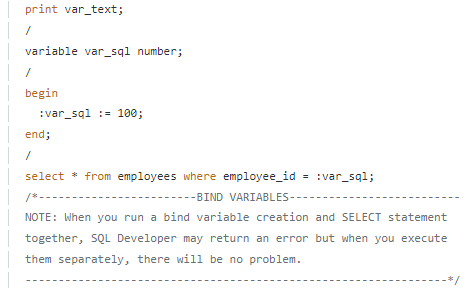 print var_text;
/
variable var_sql number;
/
begin
  :var_sql := 100;
end;
/
select * from employees where employee_id = :var_sql;
/*-----------------------BIND VARIABLES-------------------------
NOTE: When you run a bind variable creation and SELECT statement
together, SQL Developer may return an error but when you execute
them separately, there will be no problem.
--------------------------------------------------------------*/